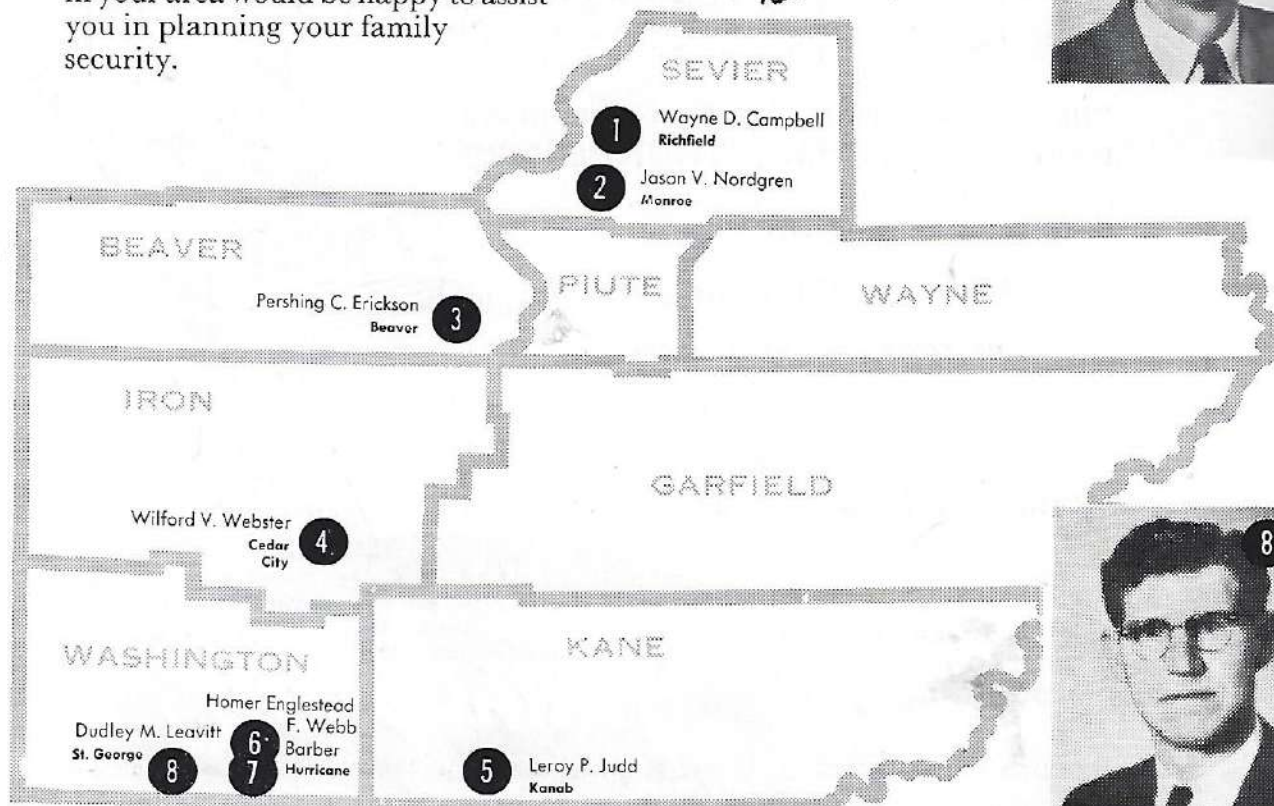 in your area would be happy to assist
you in planning your family
security.
SEVIER
1 Wayne D. Campbell
Richfield
2 Jason V. Nordgren
Monroe
BEAVER
PIUTE
WAYNE
Pershing C. Erickson
Beaver 3
IRON
GARFIELD
Wilford V. Webster
Cedar
City 4
8
WASHINGTON
KANE
Homer Englestead
F. Webb
Barber
Hurricane
6
7
Dudley M. Leavitt
St. George
8
5 Leroy P. Judd
Kanab